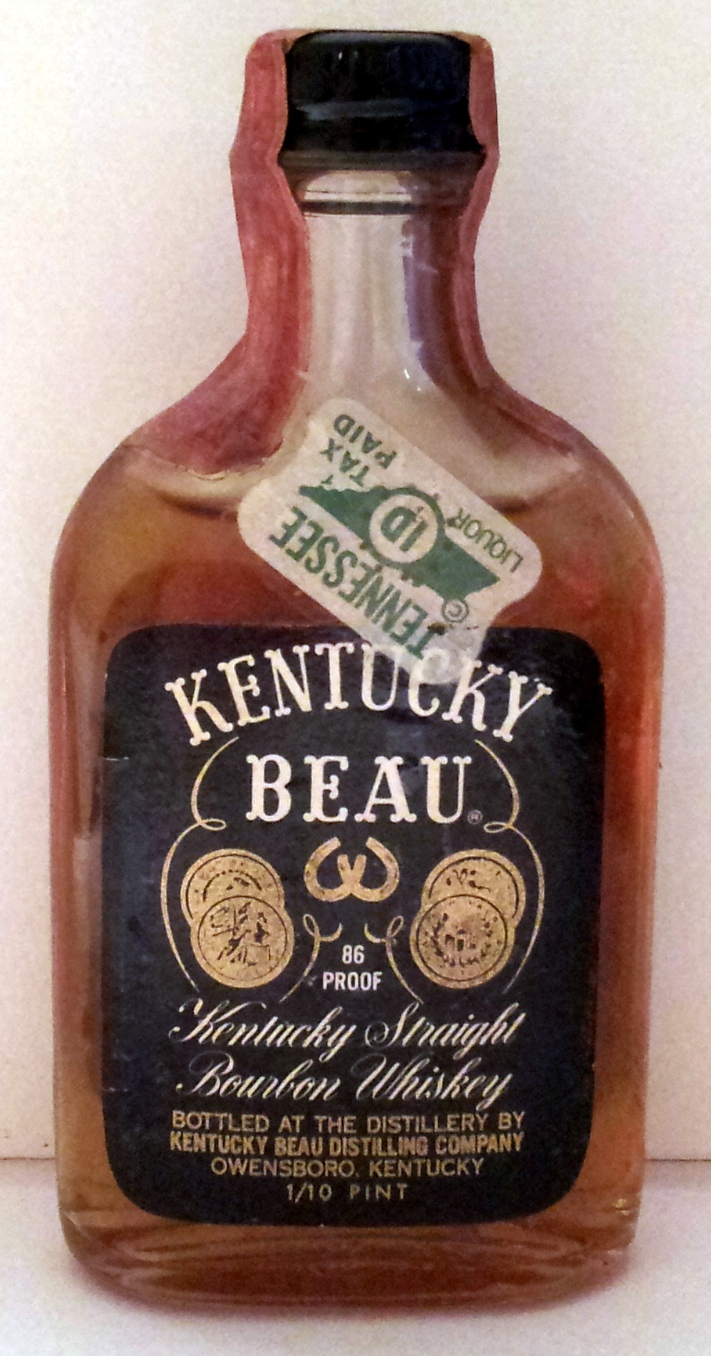 TENNESSEE
©
1D
LIQUOR TAX
PAID
KENTUCKY
BEAU®
86
PROOF
Kentucky Straight
Bourbon Whiskey
BOTTLED AT THE DISTILLERY BY
KENTUCKY BEAU DISTILLING COMPANY
OWENSBORO, KENTUCKY
1/10 PINT